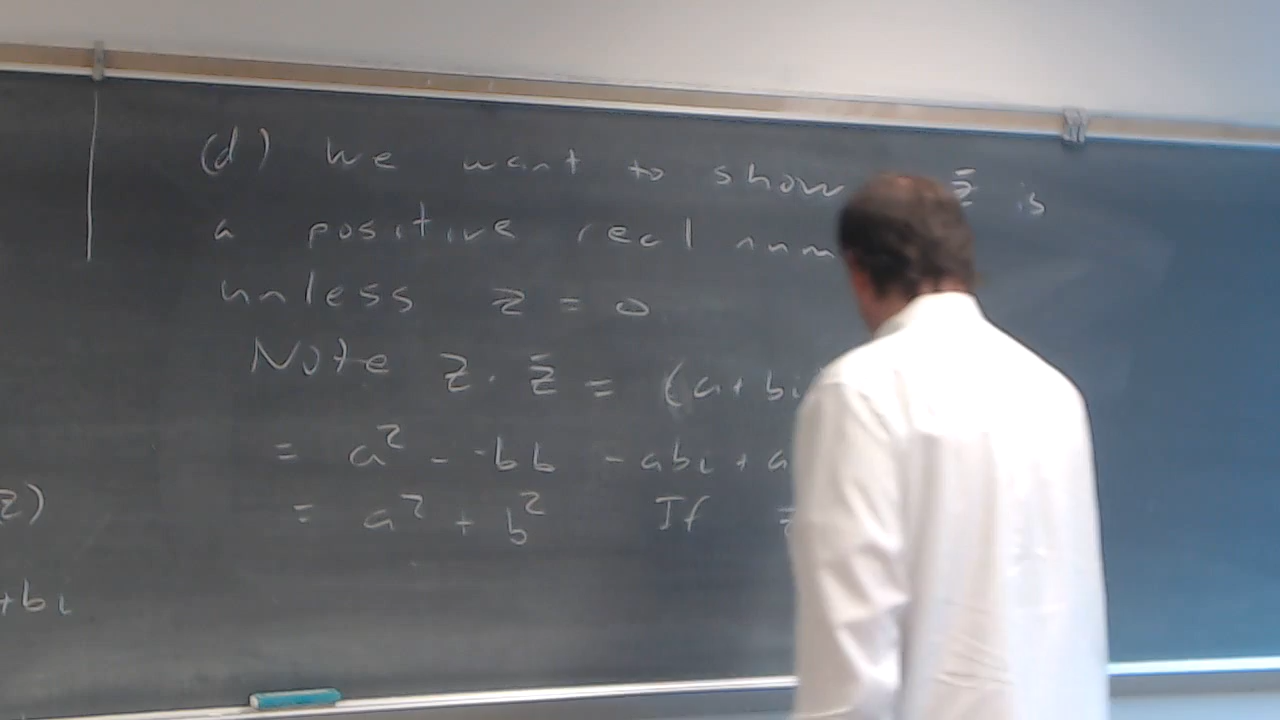 (d) We want to show z̄ is
a positive real num
unless z = 0
Note z · z̄ = (a + bi
= a² - -bb - abi + a
= a² + b² If z
z)
+bi